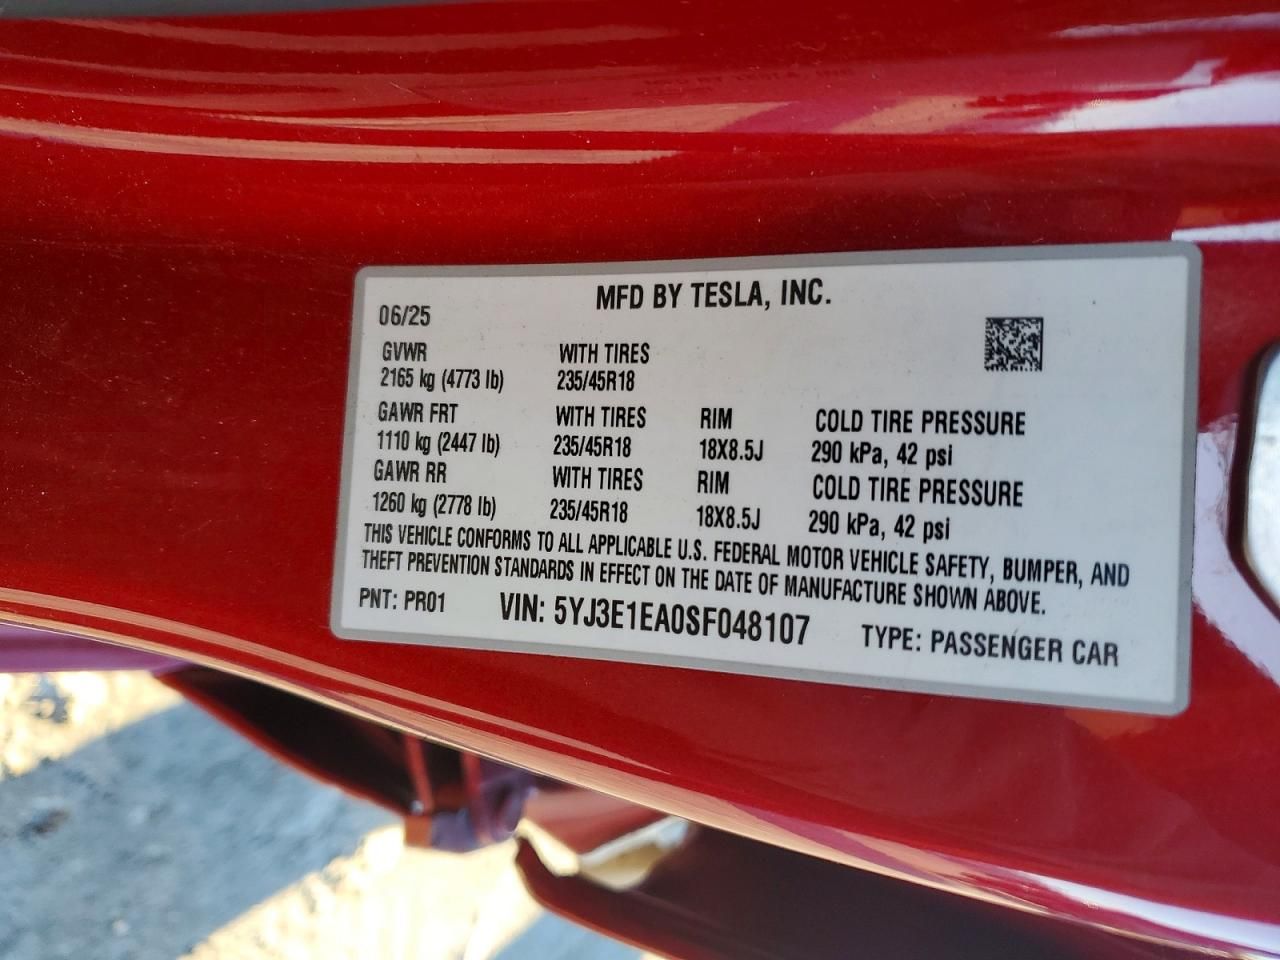 MFD BY TESLA, INC.
06/25
GVWR WITH TIRES
2165 kg (4773 lb) 235/45R18
GAWR FRT WITH TIRES RIM COLD TIRE PRESSURE
1110 kg (2447 lb) 235/45R18 18X8.5J 290 kPa, 42 psi
GAWR RR WITH TIRES RIM COLD TIRE PRESSURE
1260 kg (2778 lb) 235/45R18 18X8.5J 290 kPa, 42 psi
THIS VEHICLE CONFORMS TO ALL APPLICABLE U.S. FEDERAL MOTOR VEHICLE SAFETY, BUMPER, AND
THEFT PREVENTION STANDARDS IN EFFECT ON THE DATE OF MANUFACTURE SHOWN ABOVE.
PNT: PR01 VIN: 5YJ3E1EA0SF048107 TYPE: PASSENGER CAR